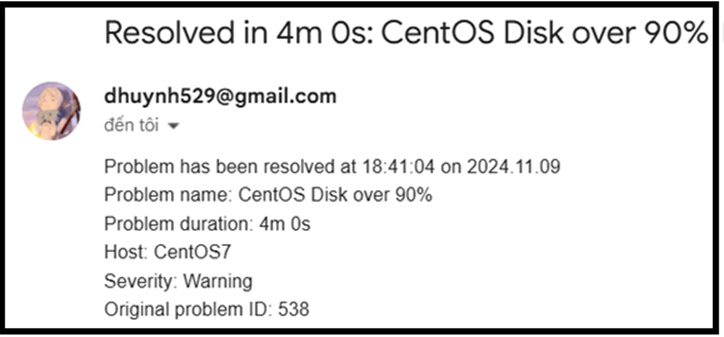 Resolved in 4m 0s: CentOS Disk over 90%
dhuynh529@gmail.com
đến tôi
Problem has been resolved at 18:41:04 on 2024.11.09
Problem name: CentOS Disk over 90%
Problem duration: 4m 0s
Host: CentOS7
Severity: Warning
Original problem ID: 538